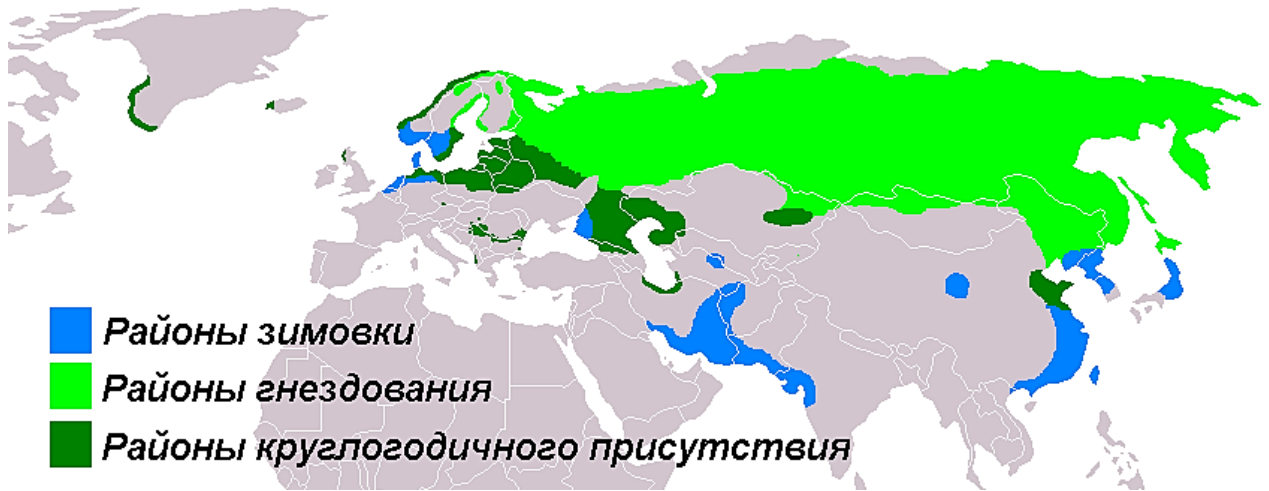 Районы зимовки
Районы гнездования
Районы круглогодичного присутствия